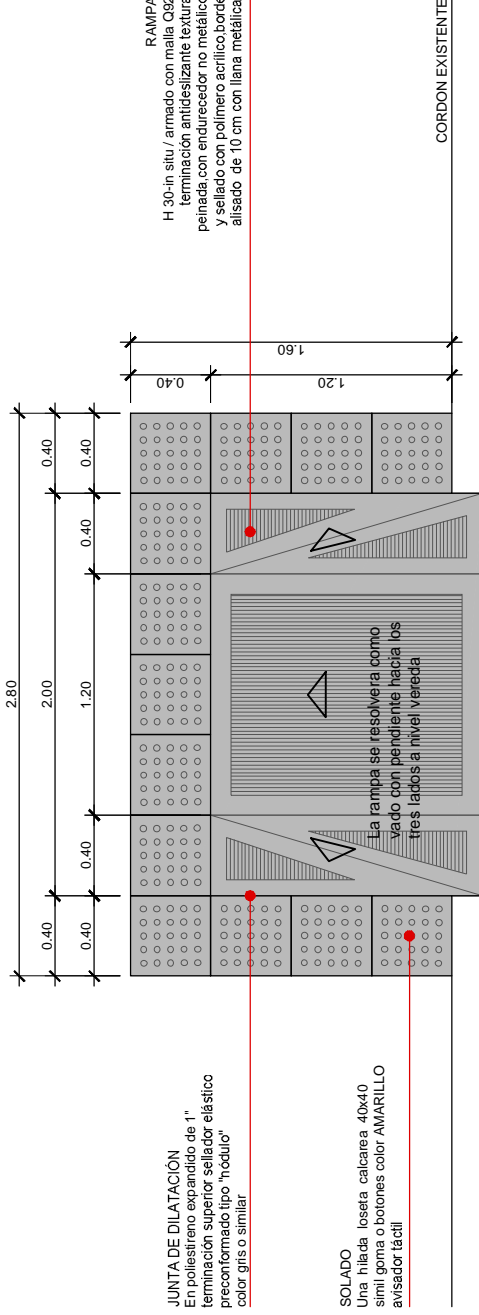 RAMPA
H 30-in situ / armado con malla Q92
terminación antideslizante textura
peinada,con endurecedor no metálico
y sellado con polímero acrílico,borde
alisado de 10 cm con llana metálica
CORDON EXISTENTE
1.60
0.40
1.20
2.80
0.40
2.00
0.40
0.40
0.40
1.20
0.40
0.40
La rampa se resolvera como
vado con pendiente hacia los
tres lados a nivel vereda
JUNTA DE DILATACIÓN
En poliestireno expandido de 1"
terminación superior sellador elástico
preconformado tipo "nódulo"
color gris o similar
SOLADO
Una hilada loseta calcarea 40x40
simil goma o botones color AMARILLO
avisador táctil